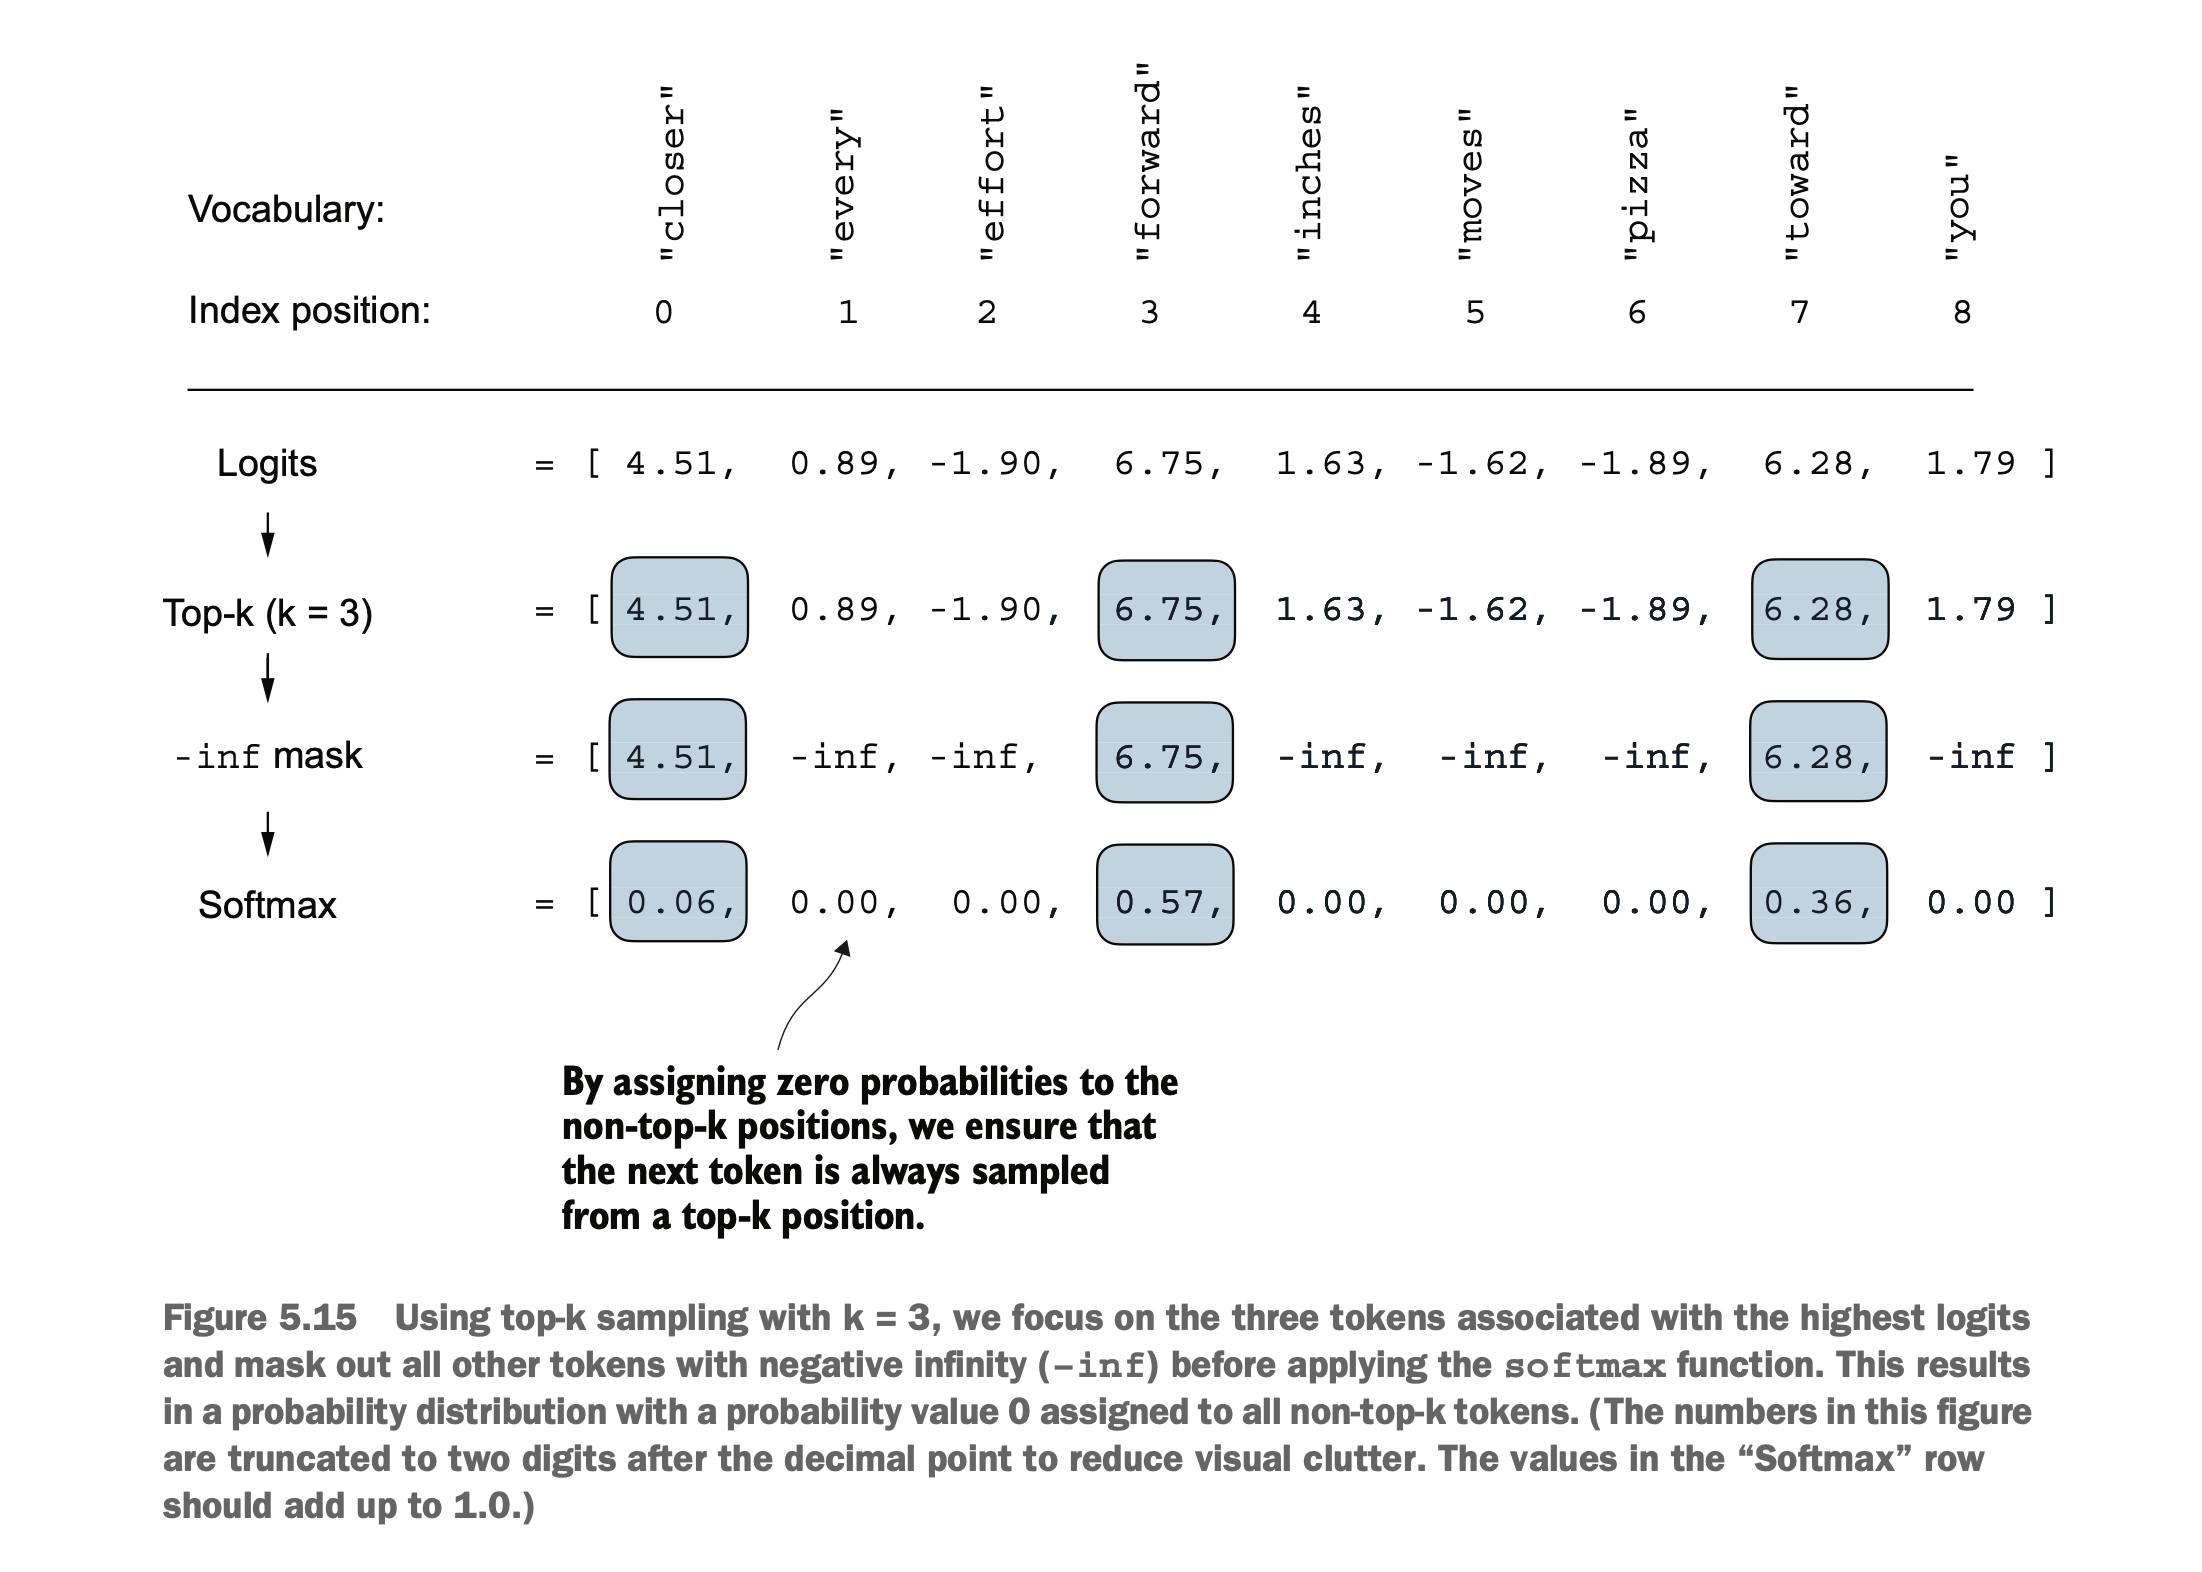 Vocabulary: "closer" "every" "effort" "forward" "inches" "moves" "pizza" "toward" "you"
Index position: 0 1 2 3 4 5 6 7 8
Logits = [ 4.51, 0.89, -1.90, 6.75, 1.63, -1.62, -1.89, 6.28, 1.79 ]
Top-k (k = 3) = [ 4.51, 0.89, -1.90, 6.75, 1.63, -1.62, -1.89, 6.28, 1.79 ]
-inf mask = [ 4.51, -inf, -inf, 6.75, -inf, -inf, -inf, 6.28, -inf ]
Softmax = [ 0.06, 0.00, 0.00, 0.57, 0.00, 0.00, 0.00, 0.36, 0.00 ]
By assigning zero probabilities to the
non-top-k positions, we ensure that
the next token is always sampled
from a top-k position.
Figure 5.15 Using top-k sampling with k = 3, we focus on the three tokens associated with the highest logits
and mask out all other tokens with negative infinity (–inf) before applying the softmax function. This results
in a probability distribution with a probability value 0 assigned to all non-top-k tokens. (The numbers in this figure
are truncated to two digits after the decimal point to reduce visual clutter. The values in the “Softmax” row
should add up to 1.0.)